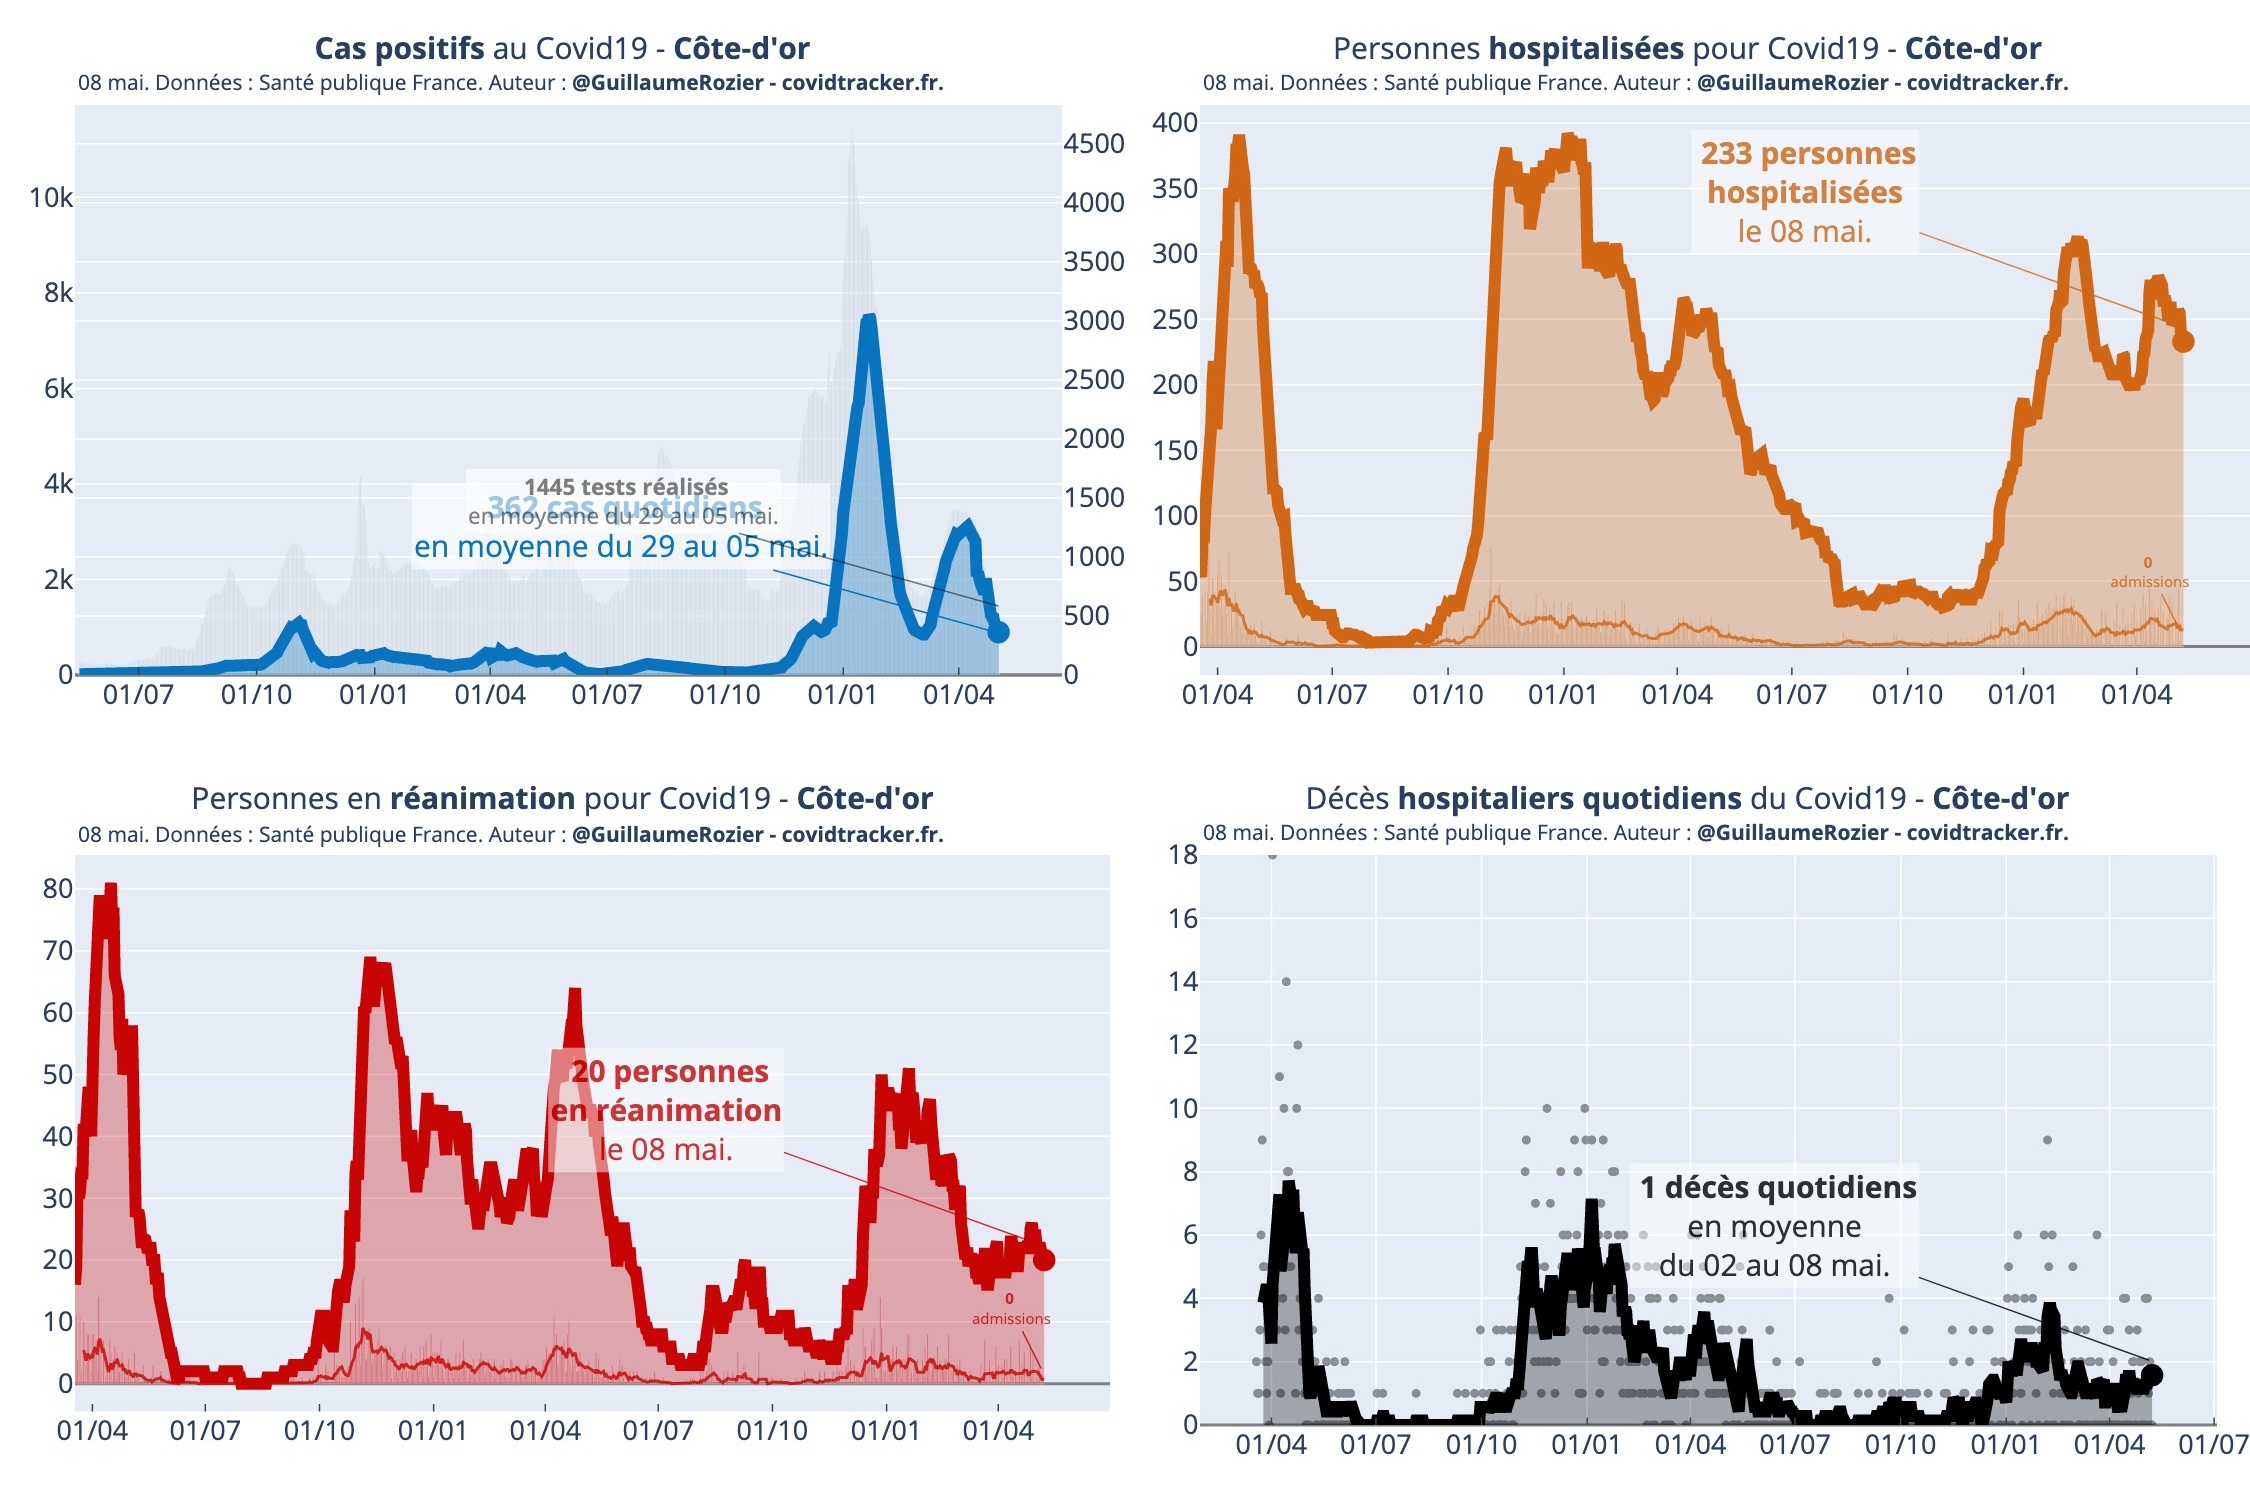 Cas positifs au Covid19 - Côte-d'or
08 mai. Données : Santé publique France. Auteur : @GuillaumeRozier - covidtracker.fr.
10k
8k
6k
4k
2k
0
4500
4000
3500
3000
2500
2000
1500
1000
500
0
1445 tests réalisés
en moyenne du 29 au 05 mai.
362 cas quotidiens
en moyenne du 29 au 05 mai.
01/07 01/10 01/01 01/04 01/07 01/10 01/01 01/04
Personnes hospitalisées pour Covid19 - Côte-d'or
08 mai. Données : Santé publique France. Auteur : @GuillaumeRozier - covidtracker.fr.
400
350
300
250
200
150
100
50
0
233 personnes
hospitalisées
le 08 mai.
0
admissions
01/04 01/07 01/10 01/01 01/04 01/07 01/10 01/01 01/04
Personnes en réanimation pour Covid19 - Côte-d'or
08 mai. Données : Santé publique France. Auteur : @GuillaumeRozier - covidtracker.fr.
80
70
60
50
40
30
20
10
0
20 personnes
en réanimation
le 08 mai.
0
admissions
01/04 01/07 01/10 01/01 01/04 01/07 01/10 01/01 01/04
Décès hospitaliers quotidiens du Covid19 - Côte-d'or
08 mai. Données : Santé publique France. Auteur : @GuillaumeRozier - covidtracker.fr.
18
16
14
12
10
8
6
4
2
0
1 décès quotidiens
en moyenne
du 02 au 08 mai.
01/04 01/07 01/10 01/01 01/04 01/07 01/10 01/01 01/04 01/07